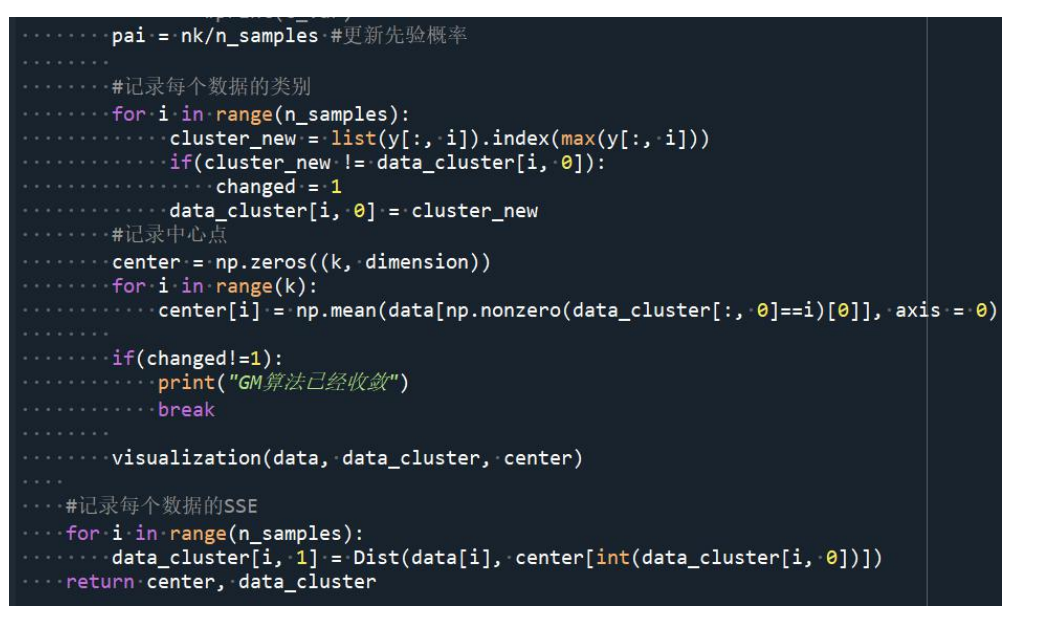 pai = nk/n_samples #更新先验概率
#记录每个数据的类别
for i in range(n_samples):
cluster_new = list(y[:, i]).index(max(y[:, i]))
if(cluster_new != data_cluster[i, 0]):
changed = 1
data_cluster[i, 0] = cluster_new
#记录中心点
center = np.zeros((k, dimension))
for i in range(k):
center[i] = np.mean(data[np.nonzero(data_cluster[:, 0]==i)[0]], axis = 0)
if(changed!=1):
print("GM算法已经收敛")
break
visualization(data, data_cluster, center)
#记录每个数据的SSE
for i in range(n_samples):
data_cluster[i, 1] = Dist(data[i], center[int(data_cluster[i, 0])])
return center, data_cluster